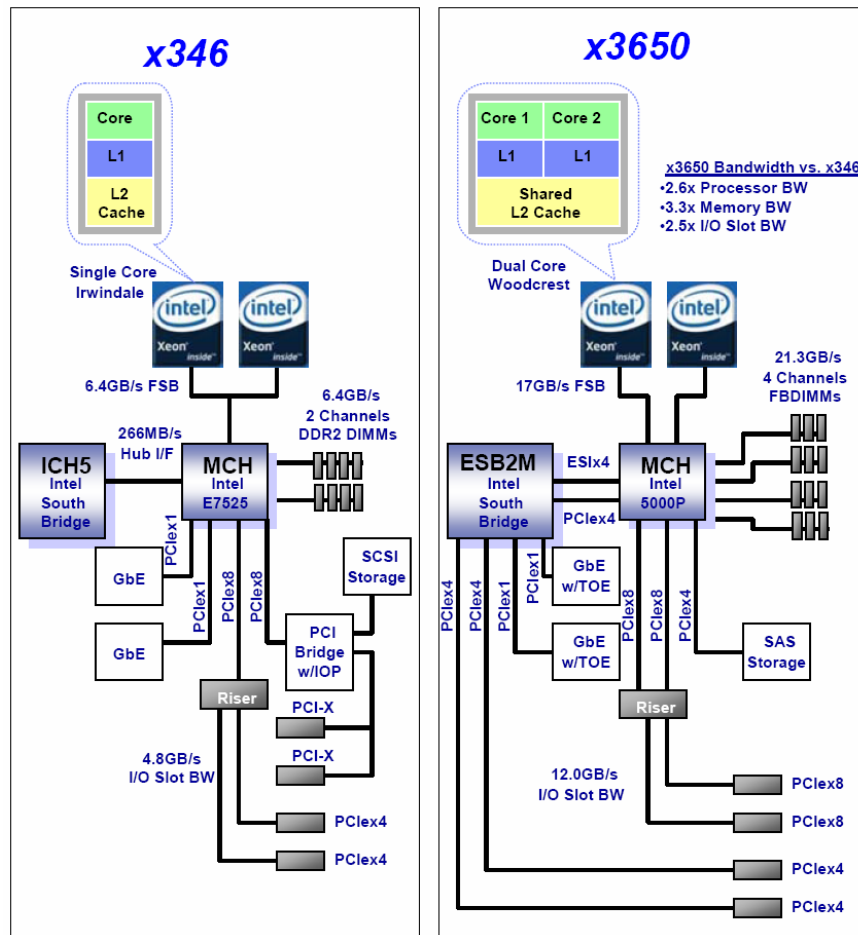 x346
Core
L1
L2
Cache
Single Core
Irwindale
intel
Xeon
inside™
intel
Xeon
inside™
6.4GB/s FSB
6.4GB/s
2 Channels
DDR2 DIMMs
266MB/s
Hub I/F
ICH5
Intel
South
Bridge
MCH
Intel
E7525
PCIex1
PCIex1
PCIex8
PCIex8
GbE
GbE
SCSI
Storage
PCI
Bridge
w/IOP
Riser
PCI-X
PCI-X
4.8GB/s
I/O Slot BW
PCIex4
PCIex4
x3650
Core 1
Core 2
L1
L1
Shared
L2 Cache
x3650 Bandwidth vs. x346
•2.6x Processor BW
•3.3x Memory BW
•2.5x I/O Slot BW
Dual Core
Woodcrest
intel
Xeon
inside™
intel
Xeon
inside™
17GB/s FSB
21.3GB/s
4 Channels
FBDIMMs
ESB2M
Intel
South
Bridge
ESIx4
PCIex4
MCH
Intel
5000P
PCIex4
PCIex4
PCIex1
PCIex1
PCIex8
PCIex8
PCIex4
GbE
w/TOE
GbE
w/TOE
SAS
Storage
Riser
12.0GB/s
I/O Slot BW
PCIex8
PCIex8
PCIex4
PCIex4